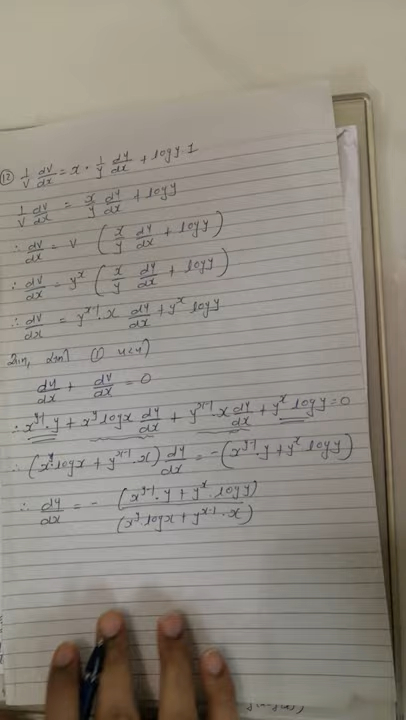 (12) 1/v dv/dx = x · 1/y dy/dx + log y · 1
1/v dv/dx = x/y dy/dx + log y
∴ dv/dx = v ( x/y dy/dx + log y )
∴ dv/dx = y^x ( x/y dy/dx + log y )
∴ dv/dx = y^(x-1) · x dy/dx + y^x log y
du/dx + dv/dx = 0
∴ x^(y-1) · y + x^y log x dy/dx + y^(x-1) · x dy/dx + y^x log y = 0
∴ ( x^y log x + y^(x-1) · x ) dy/dx = - ( x^(y-1) · y + y^x log y )
∴ dy/dx = - ( x^(y-1) · y + y^x · log y ) / ( x^y log x + y^(x-1) · x )